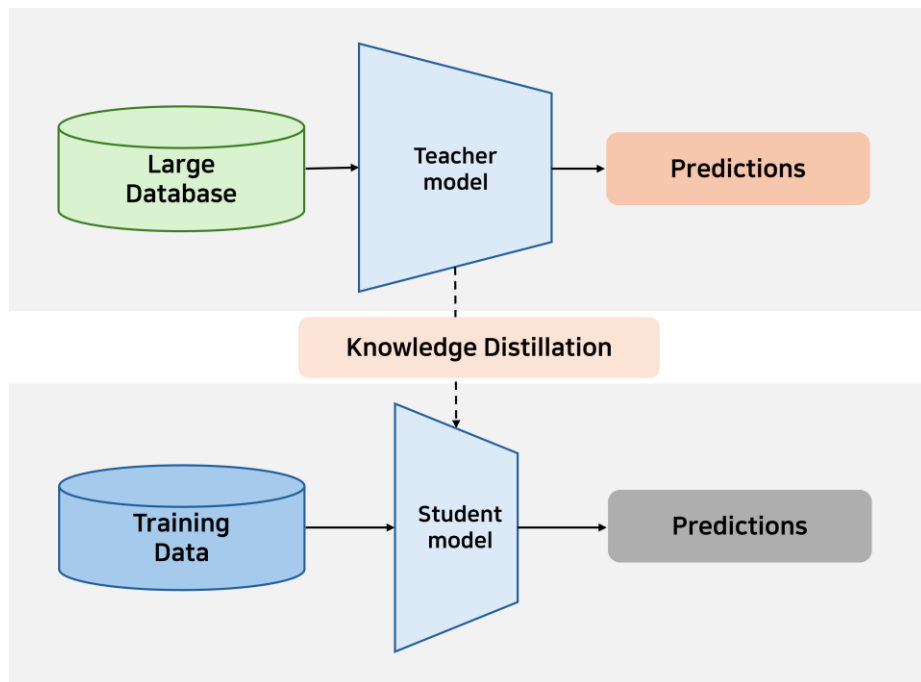 Large
Database
Teacher
model
Predictions
Knowledge Distillation
Training
Data
Student
model
Predictions